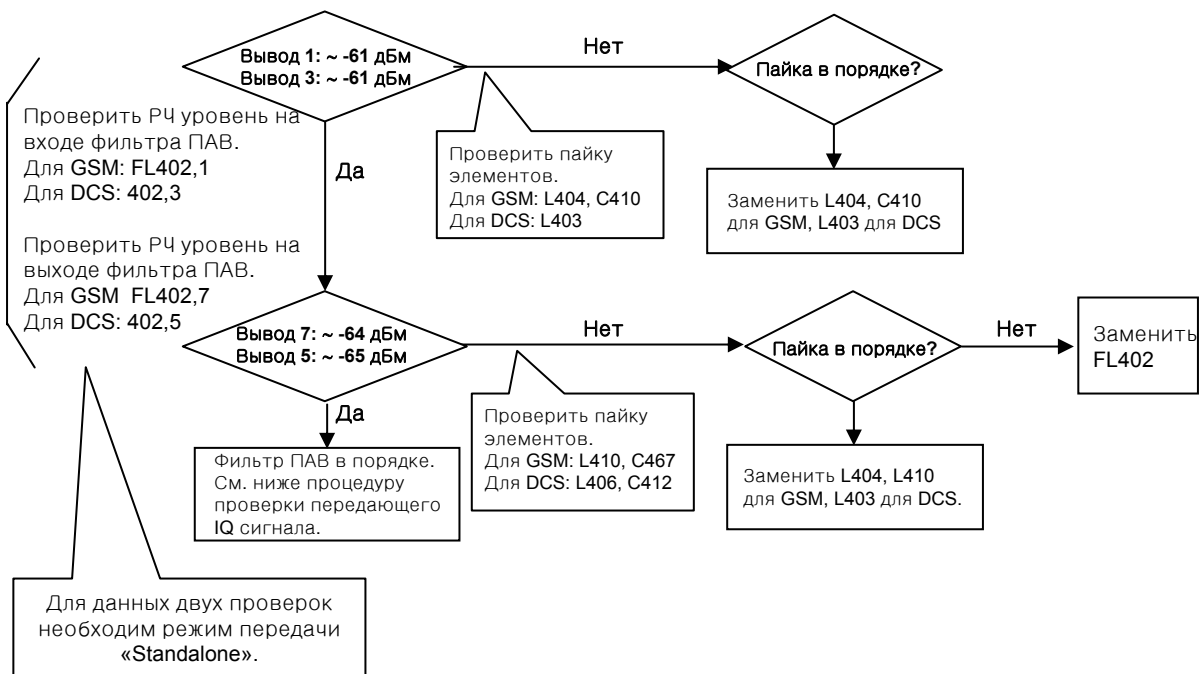 Вывод 1: ~ -61 дБм
Вывод 3: ~ -61 дБм
Нет
Пайка в порядке?
Проверить РЧ уровень на
входе фильтра ПАВ.
Для GSM: FL402,1
Для DCS: 402,3
Проверить РЧ уровень на
выходе фильтра ПАВ.
Для GSM FL402,7
Для DCS: 402,5
Да
Проверить пайку
элементов.
Для GSM: L404, C410
Для DCS: L403
Заменить L404, C410
для GSM, L403 для DCS
Вывод 7: ~ -64 дБм
Вывод 5: ~ -65 дБм
Нет
Пайка в порядке?
Нет
Заменить
FL402
Да
Проверить пайку
элементов.
Для GSM: L410, C467
Для DCS: L406, C412
Заменить L404, L410
для GSM, L403 для DCS.
Фильтр ПАВ в порядке.
См. ниже процедуру
проверки передающего
IQ сигнала.
Для данных двух проверок
необходим режим передачи
«Standalone».